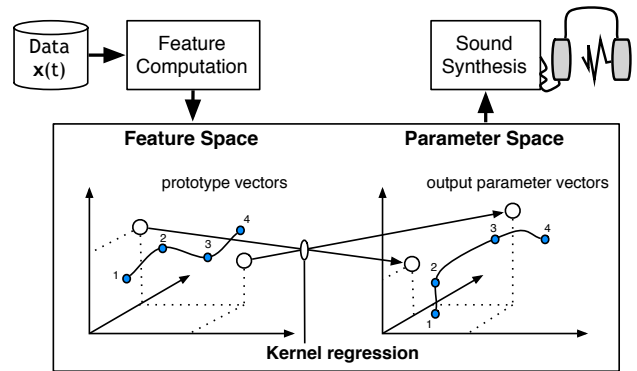 Data
x(t)
Feature
Computation
Sound
Synthesis
Feature Space
Parameter Space
prototype vectors
output parameter vectors
1
2
3
4
1
2
3
4
Kernel regression